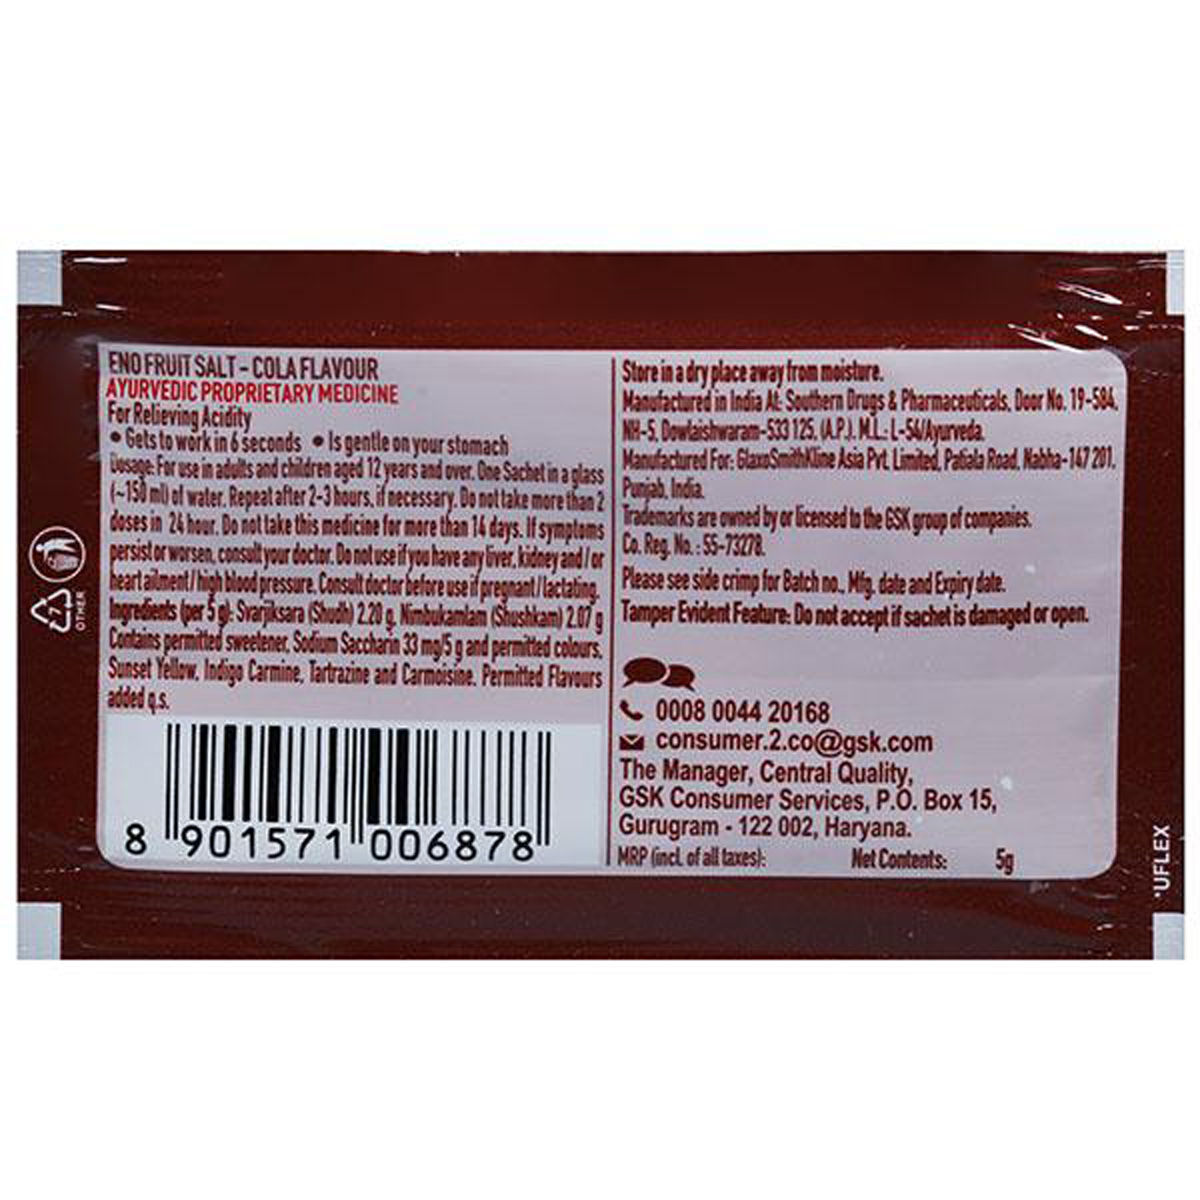 ENO FRUIT SALT - COLA FLAVOUR
AYURVEDIC PROPRIETARY MEDICINE
For Relieving Acidity
• Gets to work in 6 seconds • Is gentle on your stomach
Dosage: For use in adults and children aged 12 years and over. One Sachet in a glass
(~150 ml) of water. Repeat after 2-3 hours, if necessary. Do not take more than 2
doses in 24 hour. Do not take this medicine for more than 14 days. If symptoms
persist or worsen, consult your doctor. Do not use if you have any liver, kidney and / or
heart ailment / high blood pressure. Consult doctor before use if pregnant / lactating.
Ingredients (per 5 g): Svarjiksara (Shudh) 2.20 g, Nimbukamlam (Shushkam) 2.07 g
Contains permitted sweetener, Sodium Saccharin 33 mg/5 g and permitted colours,
Sunset Yellow, Indigo Carmine, Tartrazine and Carmoisine. Permitted Flavours
added q.s.
8 901571 006878
Store in a dry place away from moisture.
Manufactured in India At: Southern Drugs & Pharmaceuticals, Door No. 19-584,
NH-5, Dowlaishwaram-533 125. (A.P.). M.L.: L-54/Ayurveda.
Manufactured For: GlaxoSmithKline Asia Pvt. Limited, Patiala Road, Nabha-147 201,
Punjab, India.
Trademarks are owned by or licensed to the GSK group of companies.
Co. Reg. No. : 55-73278.
Please see side crimp for Batch no., Mfg. date and Expiry date.
Tamper Evident Feature: Do not accept if sachet is damaged or open.
0008 0044 20168
consumer.2.co@gsk.com
The Manager, Central Quality,
GSK Consumer Services, P.O. Box 15,
Gurugram - 122 002, Haryana.
MRP (incl. of all taxes): Net Contents: 5g
7
OTHER
*UFLEX